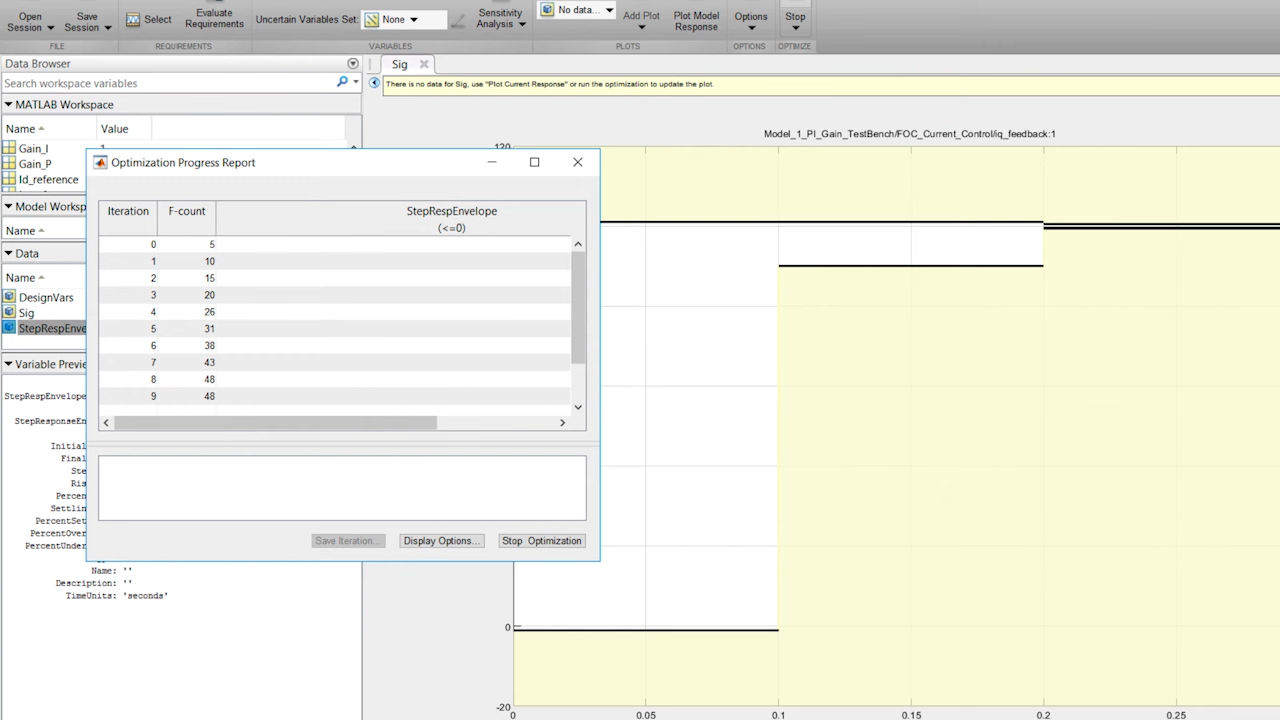 Open Session
Save Session
Select
Evaluate Requirements
Uncertain Variables Set:
None
Sensitivity Analysis
No data...
Add Plot
Plot Model Response
Options
Stop
FILE
REQUIREMENTS
VARIABLES
PLOTS
OPTIONS
OPTIMIZE
Data Browser
Search workspace variables
MATLAB Workspace
Name
Value
Gain_I
Gain_P
Id_reference
Model Worksp
Name
Data
Name
DesignVars
Sig
StepRespEnve
Variable Previe
StepRespEnvelope
StepResponseEn
Initial
Final
Ste
Ris
Percen
Settlin
PercentSet
PercentOver
PercentUnder
Name: ''
Description: ''
TimeUnits: 'seconds'
Sig
There is no data for Sig, use "Plot Current Response" or run the optimization to update the plot.
Model_1_PI_Gain_TestBench/FOC_Current_Control/iq_feedback:1
120
0
-20
0 0.05 0.1 0.15 0.2 0.25
Optimization Progress Report
Iteration F-count StepRespEnvelope
(<=0)
0 5
1 10
2 15
3 20
4 26
5 31
6 38
7 43
8 48
9 48
Save Iteration...
Display Options...
Stop Optimization